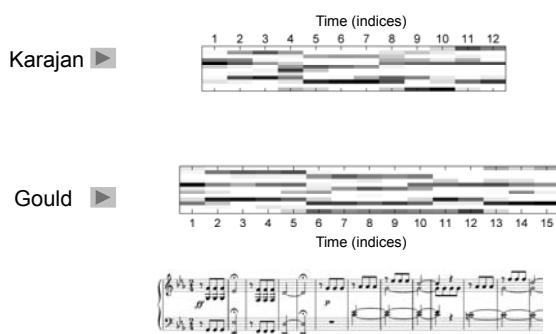 Time (indices)
1 2 3 4 5 6 7 8 9 10 11 12
Karajan
Gould
1 2 3 4 5 6 7 8 9 10 11 12 13 14 15
Time (indices)
ff
p